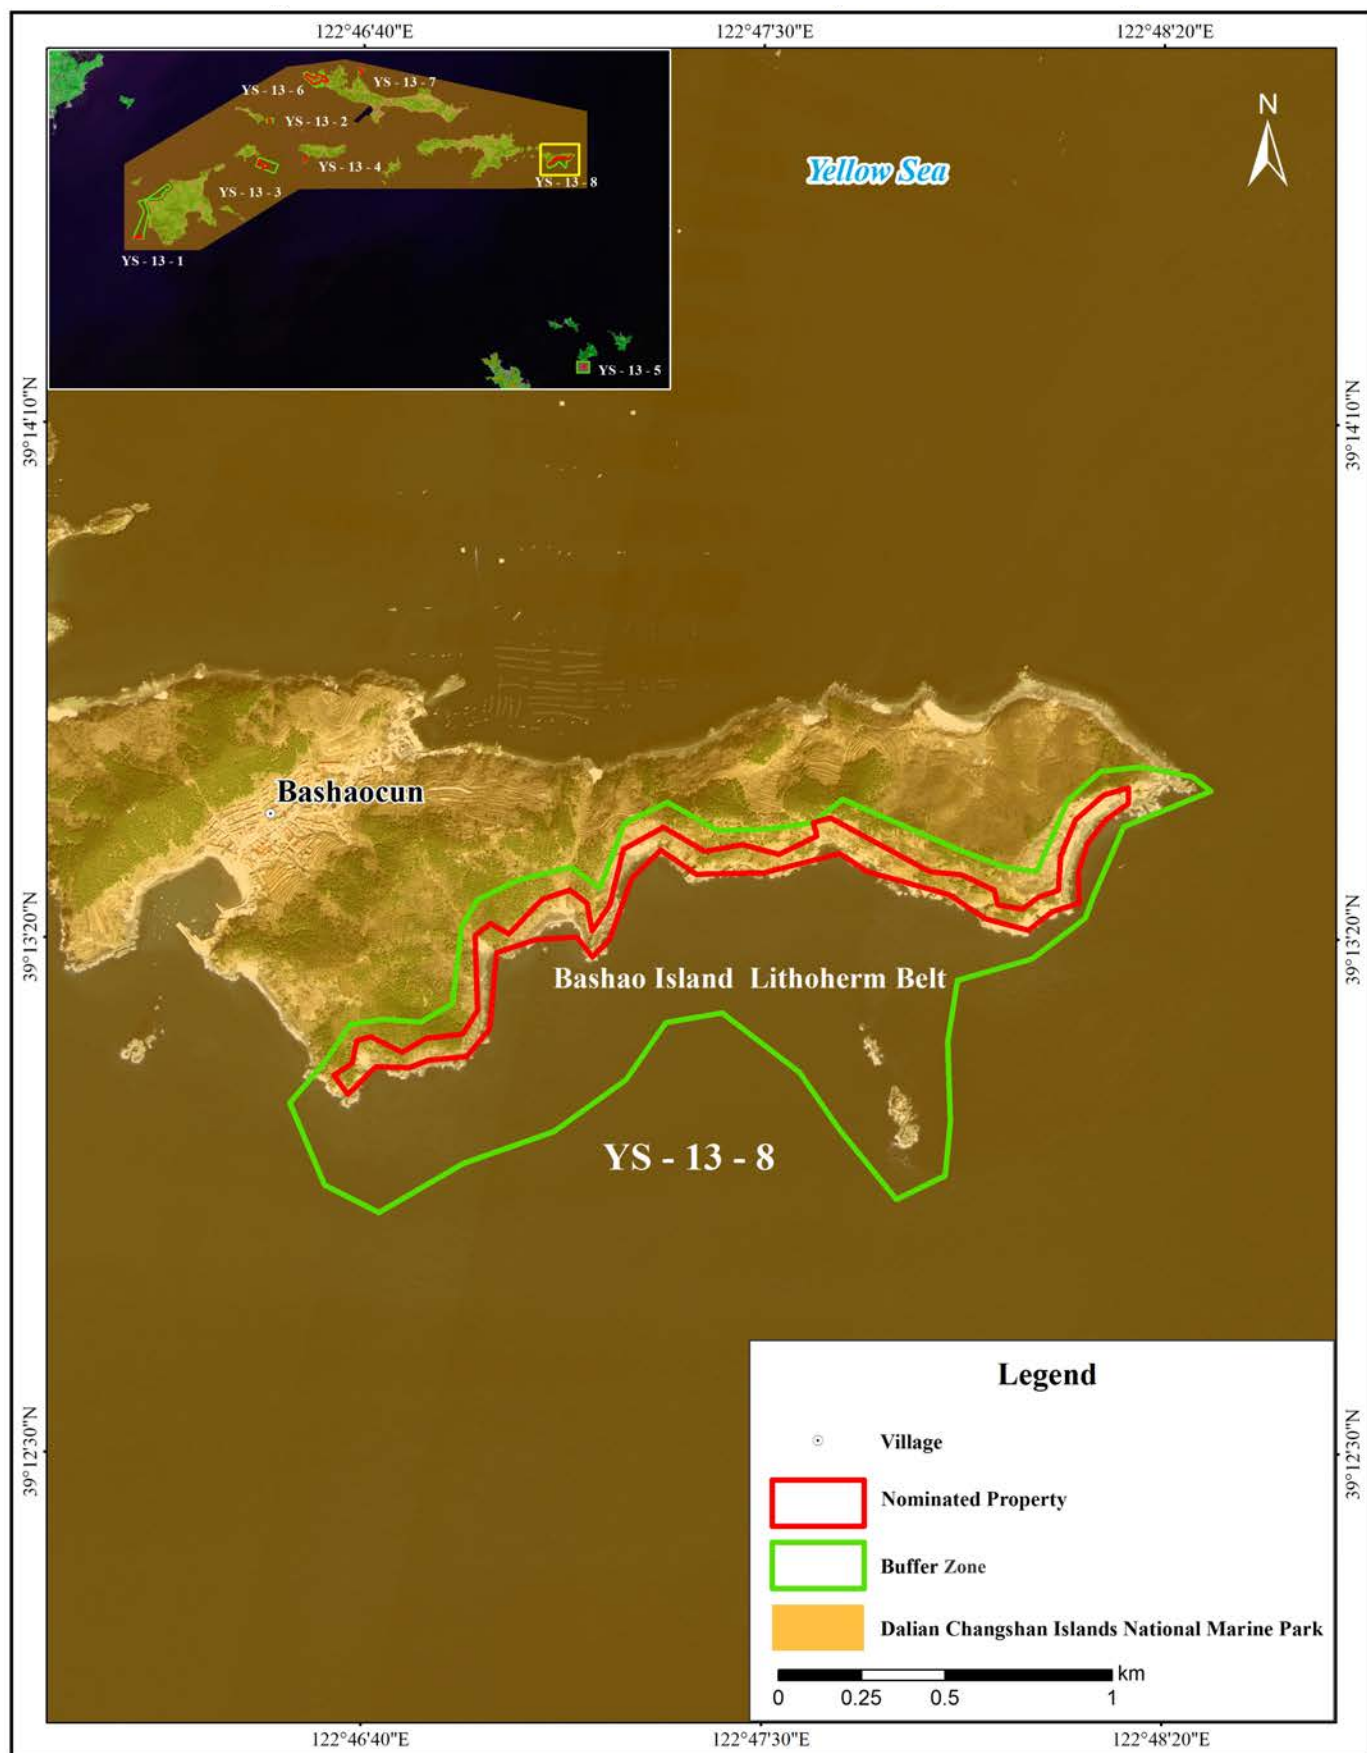 122°46'40"E
122°47'30"E
122°48'20"E
YS - 13 - 6
YS - 13 - 7
YS - 13 - 2
YS - 13 - 4
YS - 13 - 3
YS - 13 - 8
YS - 13 - 1
YS - 13 - 5
Yellow Sea
N
39°14'10"N
39°14'10"N
Bashaocun
39°13'20"N
39°13'20"N
Bashao Island Lithoherm Belt
YS - 13 - 8
Legend
Village
Nominated Property
Buffer Zone
Dalian Changshan Islands National Marine Park
km
0 0.25 0.5 1
39°12'30"N
39°12'30"N
122°46'40"E
122°47'30"E
122°48'20"E